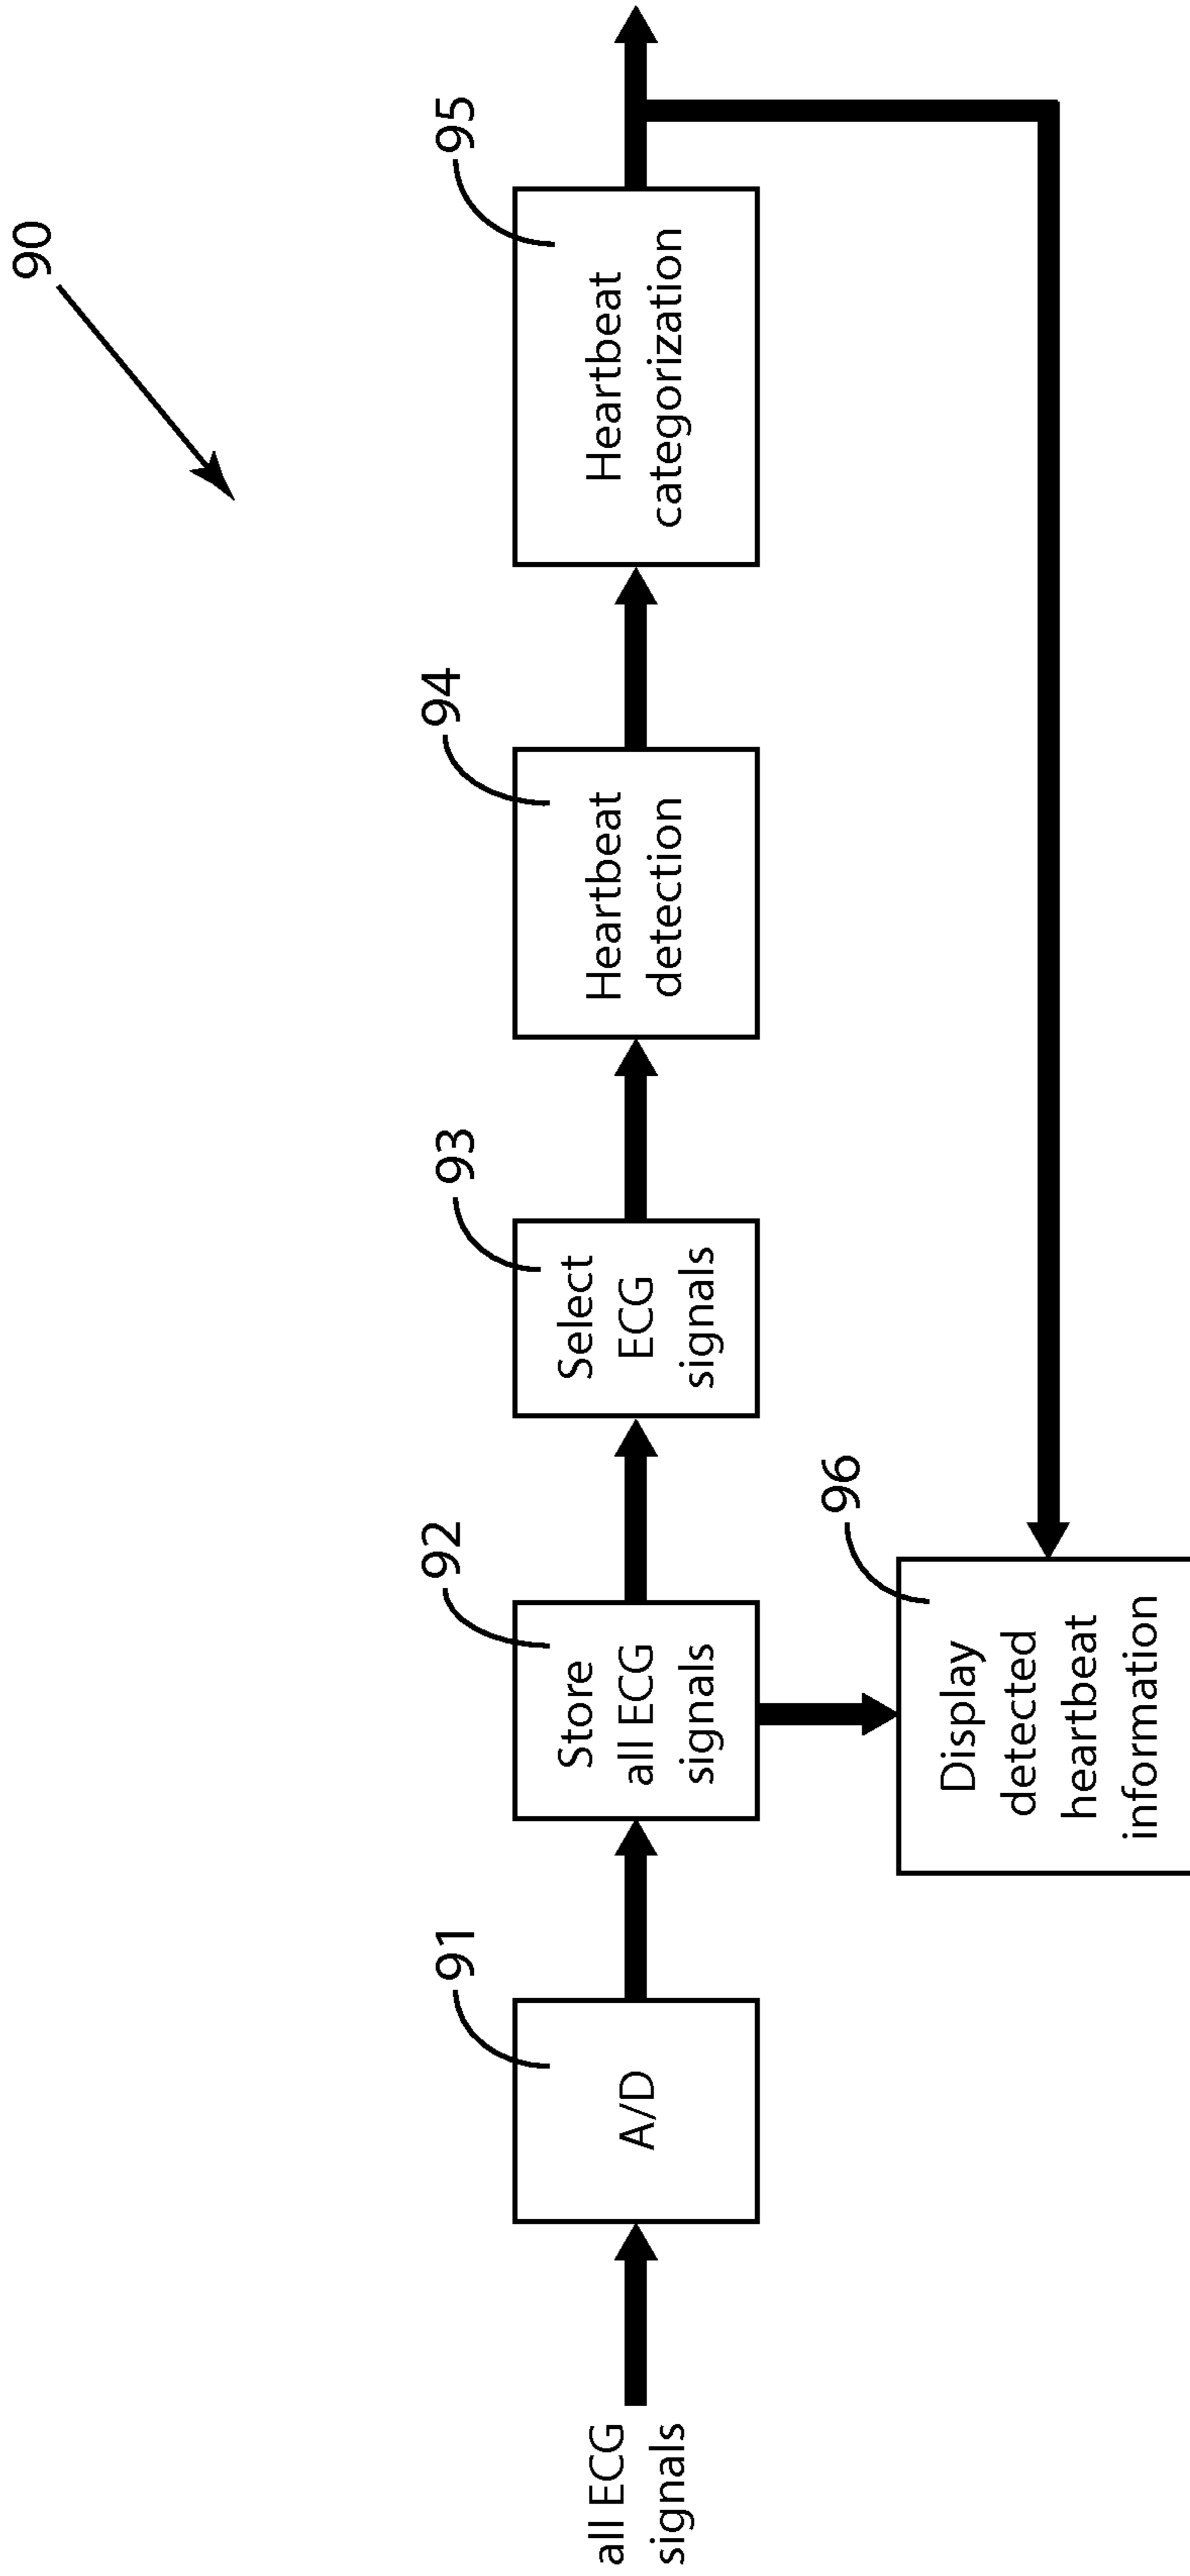 90
all ECG
signals
91
A/D
92
Store
all ECG
signals
93
Select
ECG
signals
94
Heartbeat
detection
95
Heartbeat
categorization
96
Display
detected
heartbeat
information